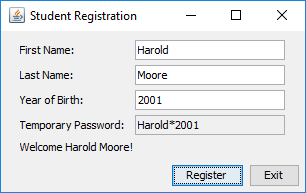 Student Registration
First Name: Harold
Last Name: Moore
Year of Birth: 2001
Temporary Password: Harold*2001
Welcome Harold Moore!
Register Exit